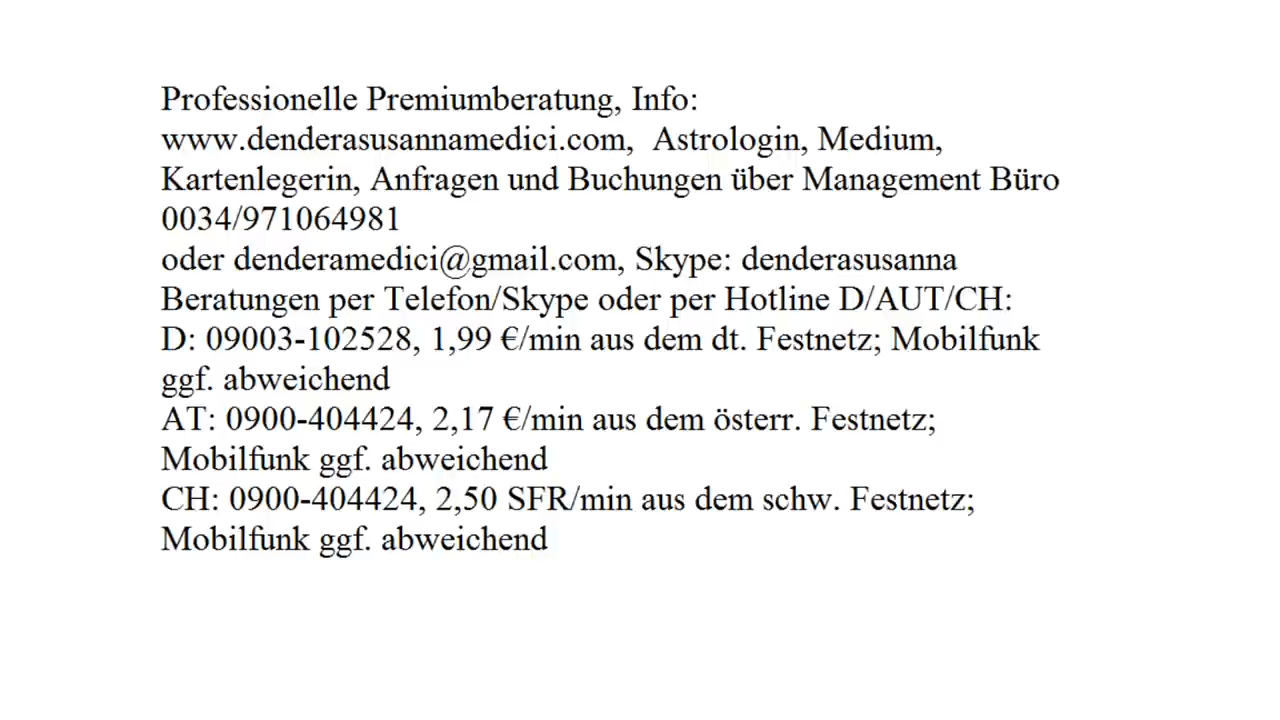 Professionelle Premiumberatung, Info:
www.denderasusannamedici.com,  Astrologin, Medium,
Kartenlegerin, Anfragen und Buchungen über Management Büro
0034/971064981
oder denderamedici@gmail.com, Skype: denderasusanna
Beratungen per Telefon/Skype oder per Hotline D/AUT/CH:
D: 09003-102528, 1,99 €/min aus dem dt. Festnetz; Mobilfunk
ggf. abweichend
AT: 0900-404424, 2,17 €/min aus dem österr. Festnetz;
Mobilfunk ggf. abweichend
CH: 0900-404424, 2,50 SFR/min aus dem schw. Festnetz;
Mobilfunk ggf. abweichend